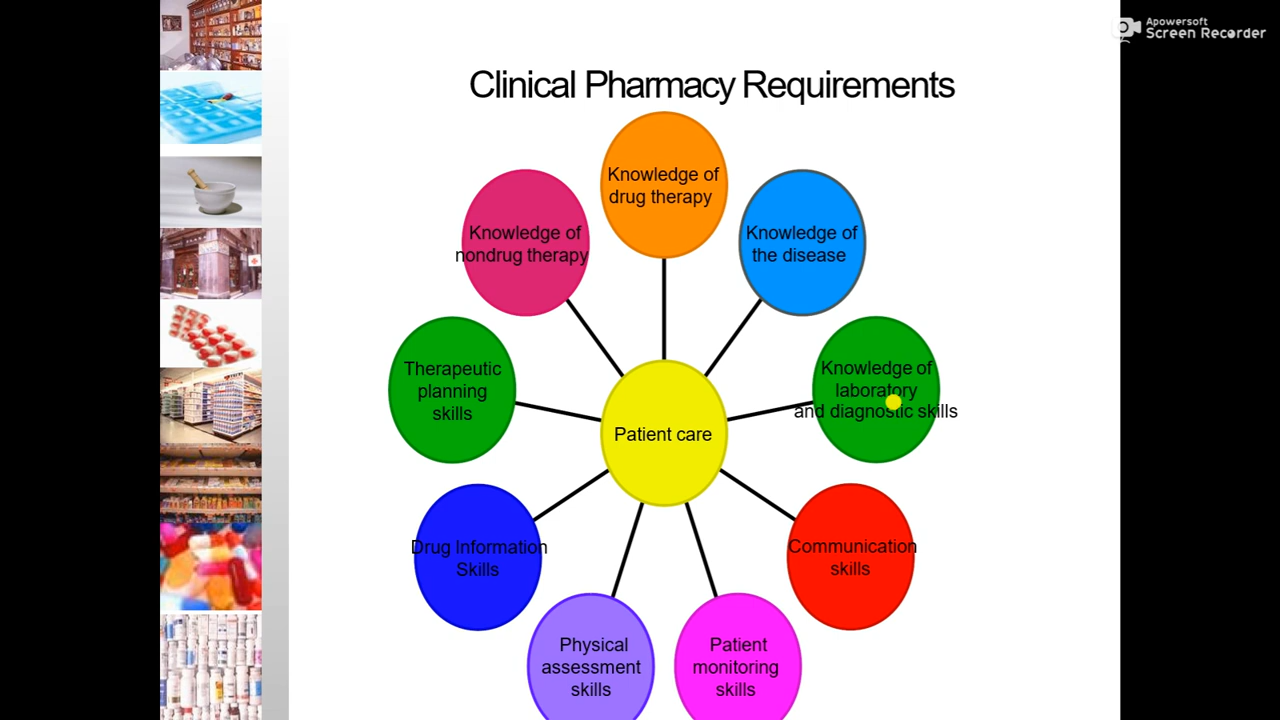 Apowersoft
Screen Recorder
Clinical Pharmacy Requirements
Knowledge of
drug therapy
Knowledge of
the disease
Knowledge of
laboratory
and diagnostic skills
Communication
skills
Patient
monitoring
skills
Physical
assessment
skills
Drug Information
Skills
Therapeutic
planning
skills
Knowledge of
nondrug therapy
Patient care